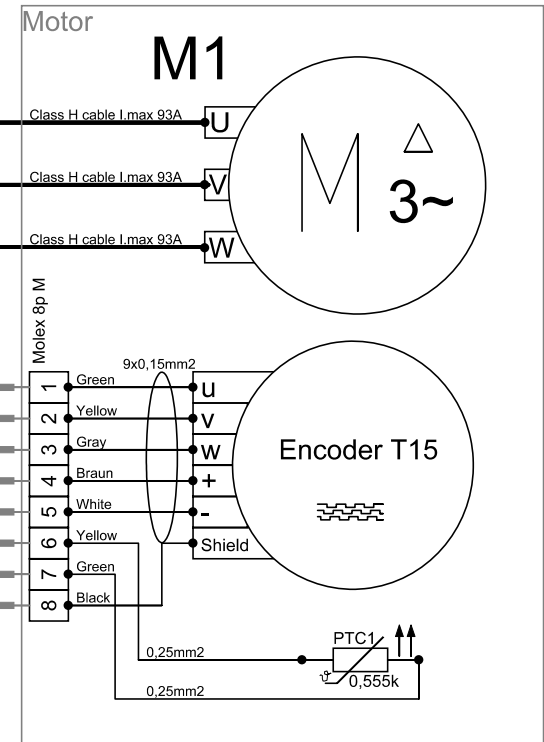 Motor
M1
Class H cable I.max 93A
U
Class H cable I.max 93A
V
M
3~
Class H cable I.max 93A
W
Molex 8p M
9x0,15mm2
1 Green u
2 Yellow v
3 Gray w
Encoder T15
4 Braun +
5 White -
6 Yellow Shield
7 Green
8 Black
PTC1
0,25mm2
ϑ 0,555k
0,25mm2